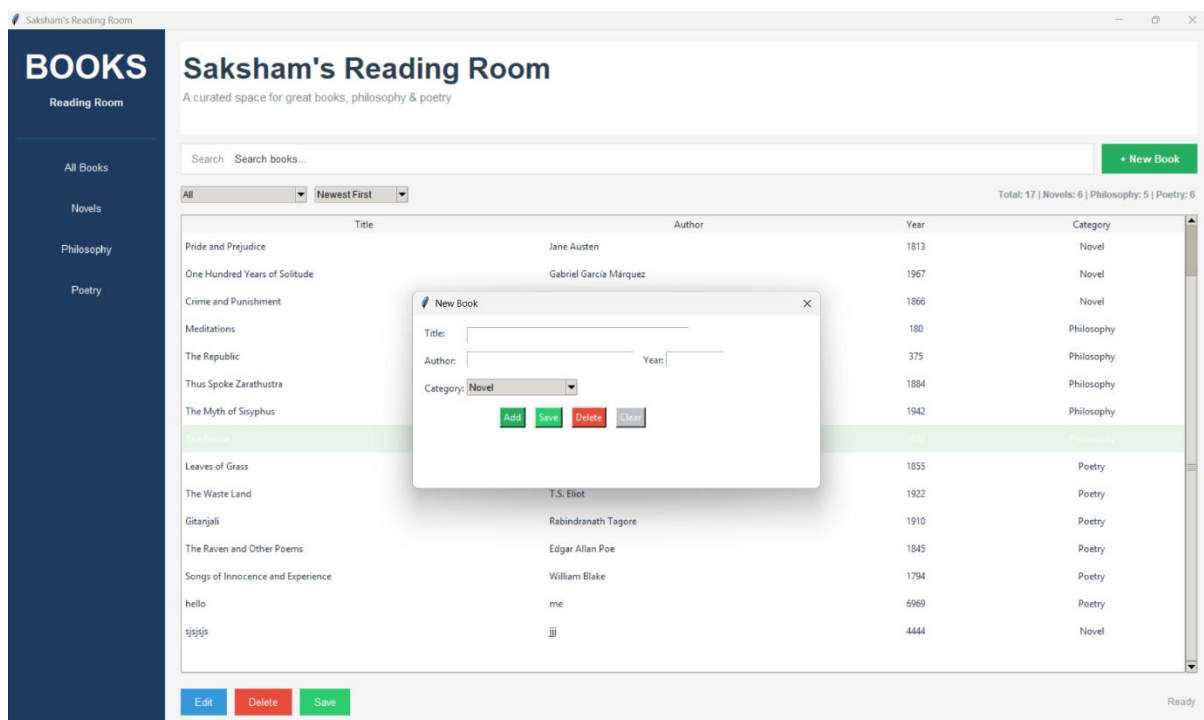 Saksham's Reading Room
BOOKS
Reading Room
All Books
Novels
Philosophy
Poetry
Saksham's Reading Room
A curated space for great books, philosophy & poetry
Search Search books...
+ New Book
All Newest First Total: 17 | Novels: 6 | Philosophy: 5 | Poetry: 6
Title Author Year Category
Pride and Prejudice Jane Austen 1813 Novel
One Hundred Years of Solitude Gabriel García Márquez 1967 Novel
Crime and Punishment 1866 Novel
Meditations 180 Philosophy
The Republic 375 Philosophy
Thus Spoke Zarathustra 1884 Philosophy
The Myth of Sisyphus 1942 Philosophy
Philosophy
Leaves of Grass 1855 Poetry
The Waste Land T.S. Eliot 1922 Poetry
Gitanjali Rabindranath Tagore 1910 Poetry
The Raven and Other Poems Edgar Allan Poe 1845 Poetry
Songs of Innocence and Experience William Blake 1794 Poetry
hello me 6969 Poetry
sjsjsjs jjj 4444 Novel
New Book
Title:
Author: Year:
Category: Novel
Add Save Delete Clear
Edit Delete Save Ready